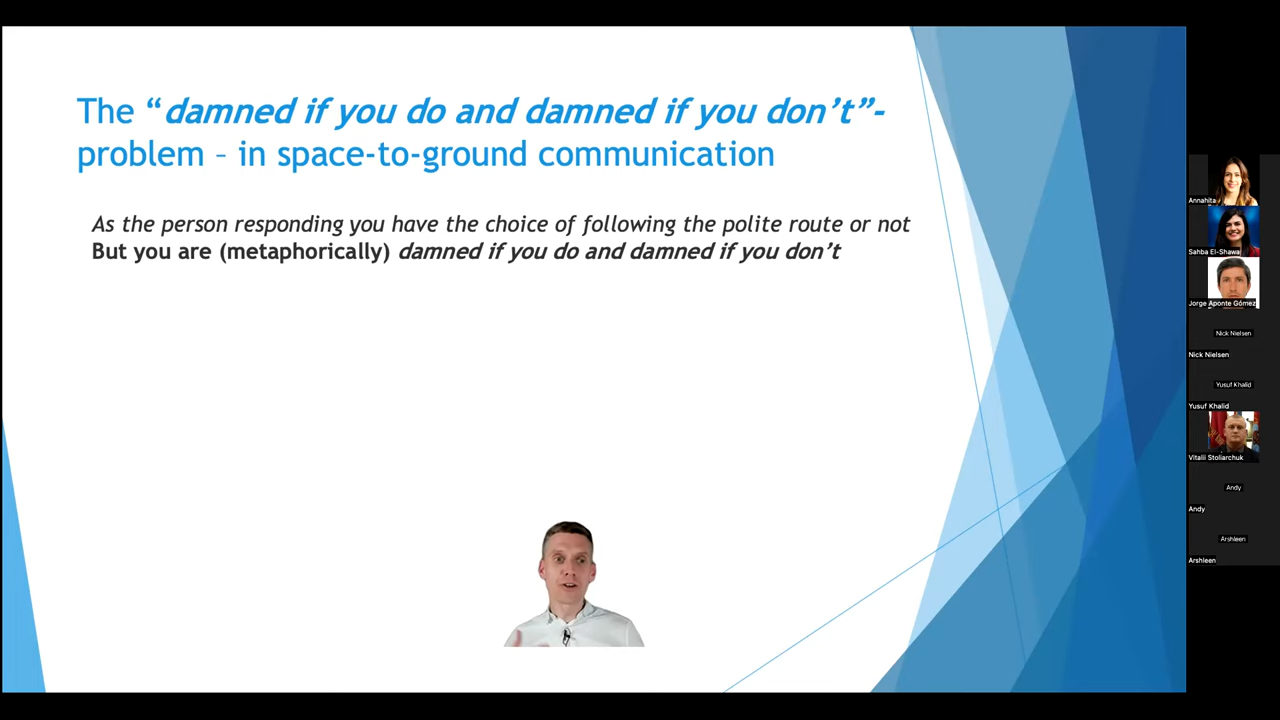 The “damned if you do and damned if you don’t”-
problem – in space-to-ground communication
As the person responding you have the choice of following the polite route or not
But you are (metaphorically) damned if you do and damned if you don’t
Annahita
Sahba El-Shawa
Jorge Aponte Gómez
Nick Nielsen
Nick Nielsen
Yusuf Khalid
Yusuf Khalid
Vitalii Stoliarchuk
Andy
Andy
Arshleen
Arshleen